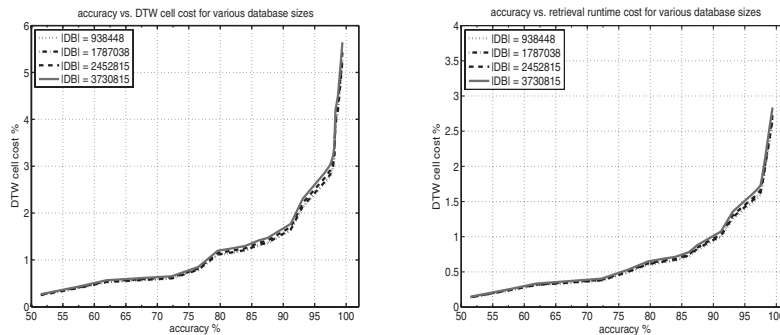 accuracy vs. DTW cell cost for various database sizes
6
5
4
3
2
1
0
50 55 60 65 70 75 80 85 90 95 100
DTW cell cost %
accuracy %
|DB| = 938448
|DB| = 1787038
|DB| = 2452815
|DB| = 3730815
accuracy vs. retrieval runtime cost for various database sizes
4
3.5
3
2.5
2
1.5
1
0.5
0
50 55 60 65 70 75 80 85 90 95 100
DTW cell cost %
accuracy %
|DB| = 938448
|DB| = 1787038
|DB| = 2452815
|DB| = 3730815